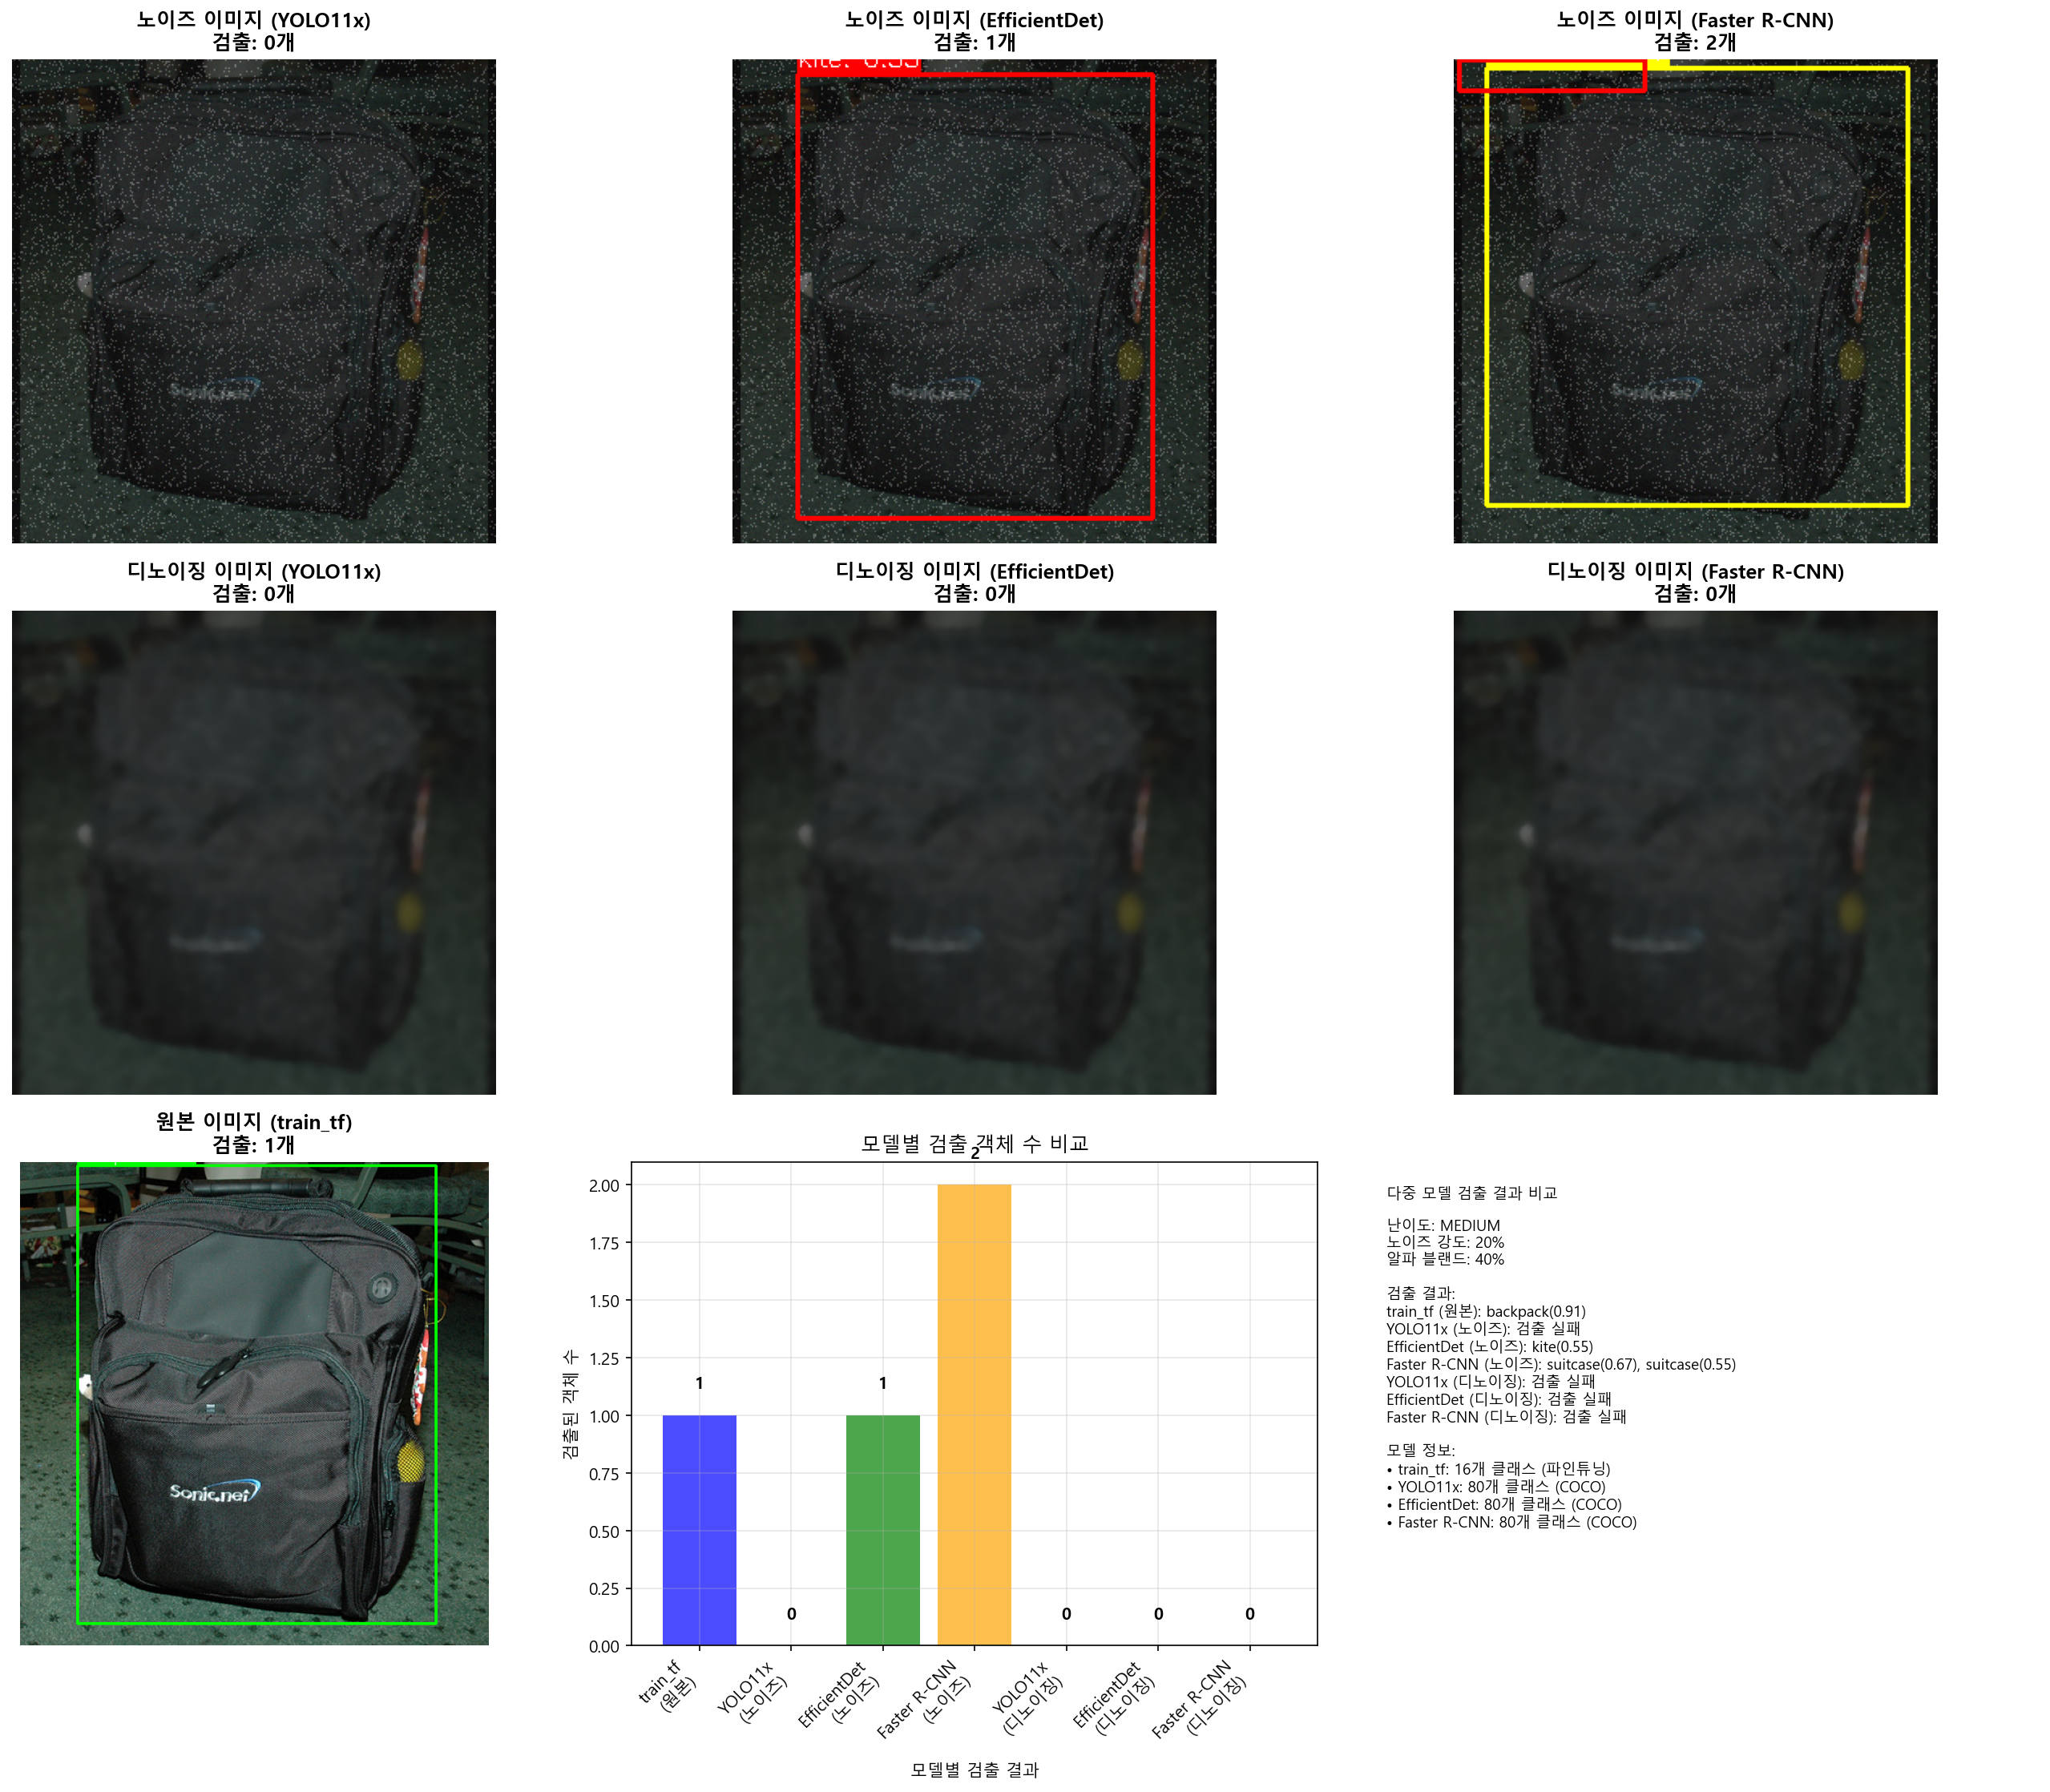 노이즈 이미지 (YOLO11x)
검출: 0개
노이즈 이미지 (EfficientDet)
검출: 1개
노이즈 이미지 (Faster R-CNN)
검출: 2개
Sonic.net
kite: 0.55
Sonic.net
Sonic.net
디노이징 이미지 (YOLO11x)
검출: 0개
디노이징 이미지 (EfficientDet)
검출: 0개
디노이징 이미지 (Faster R-CNN)
검출: 0개
원본 이미지 (train_tf)
검출: 1개
Sonic.net
모델별 검출 객체 수 비교
검출된 객체 수
2.00
1.75
1.50
1.25
1.00
0.75
0.50
0.25
0.00
1
0
1
2
0
0
0
train_tf
(원본)
YOLO11x
(노이즈)
EfficientDet
(노이즈)
Faster R-CNN
(노이즈)
YOLO11x
(디노이징)
EfficientDet
(디노이징)
Faster R-CNN
(디노이징)
모델별 검출 결과
다중 모델 검출 결과 비교
난이도: MEDIUM
노이즈 강도: 20%
알파 블랜드: 40%
검출 결과:
train_tf (원본): backpack(0.91)
YOLO11x (노이즈): 검출 실패
EfficientDet (노이즈): kite(0.55)
Faster R-CNN (노이즈): suitcase(0.67), suitcase(0.55)
YOLO11x (디노이징): 검출 실패
EfficientDet (디노이징): 검출 실패
Faster R-CNN (디노이징): 검출 실패
모델 정보:
• train_tf: 16개 클래스 (파인튜닝)
• YOLO11x: 80개 클래스 (COCO)
• EfficientDet: 80개 클래스 (COCO)
• Faster R-CNN: 80개 클래스 (COCO)